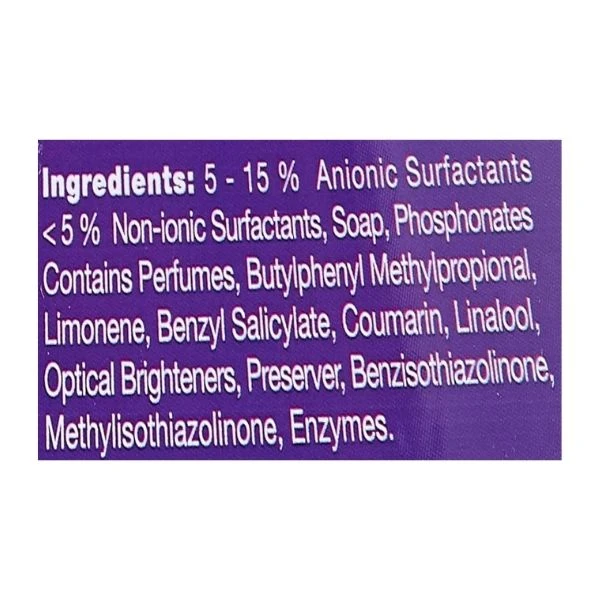 Ingredients: 5 - 15 % Anionic Surfactants
<5 % Non-ionic Surfactants, Soap, Phosphonates
Contains Perfumes, Butylphenyl Methylpropional,
Limonene, Benzyl Salicylate, Coumarin, Linalool,
Optical Brighteners, Preserver, Benzisothiazolinone,
Methylisothiazolinone, Enzymes.